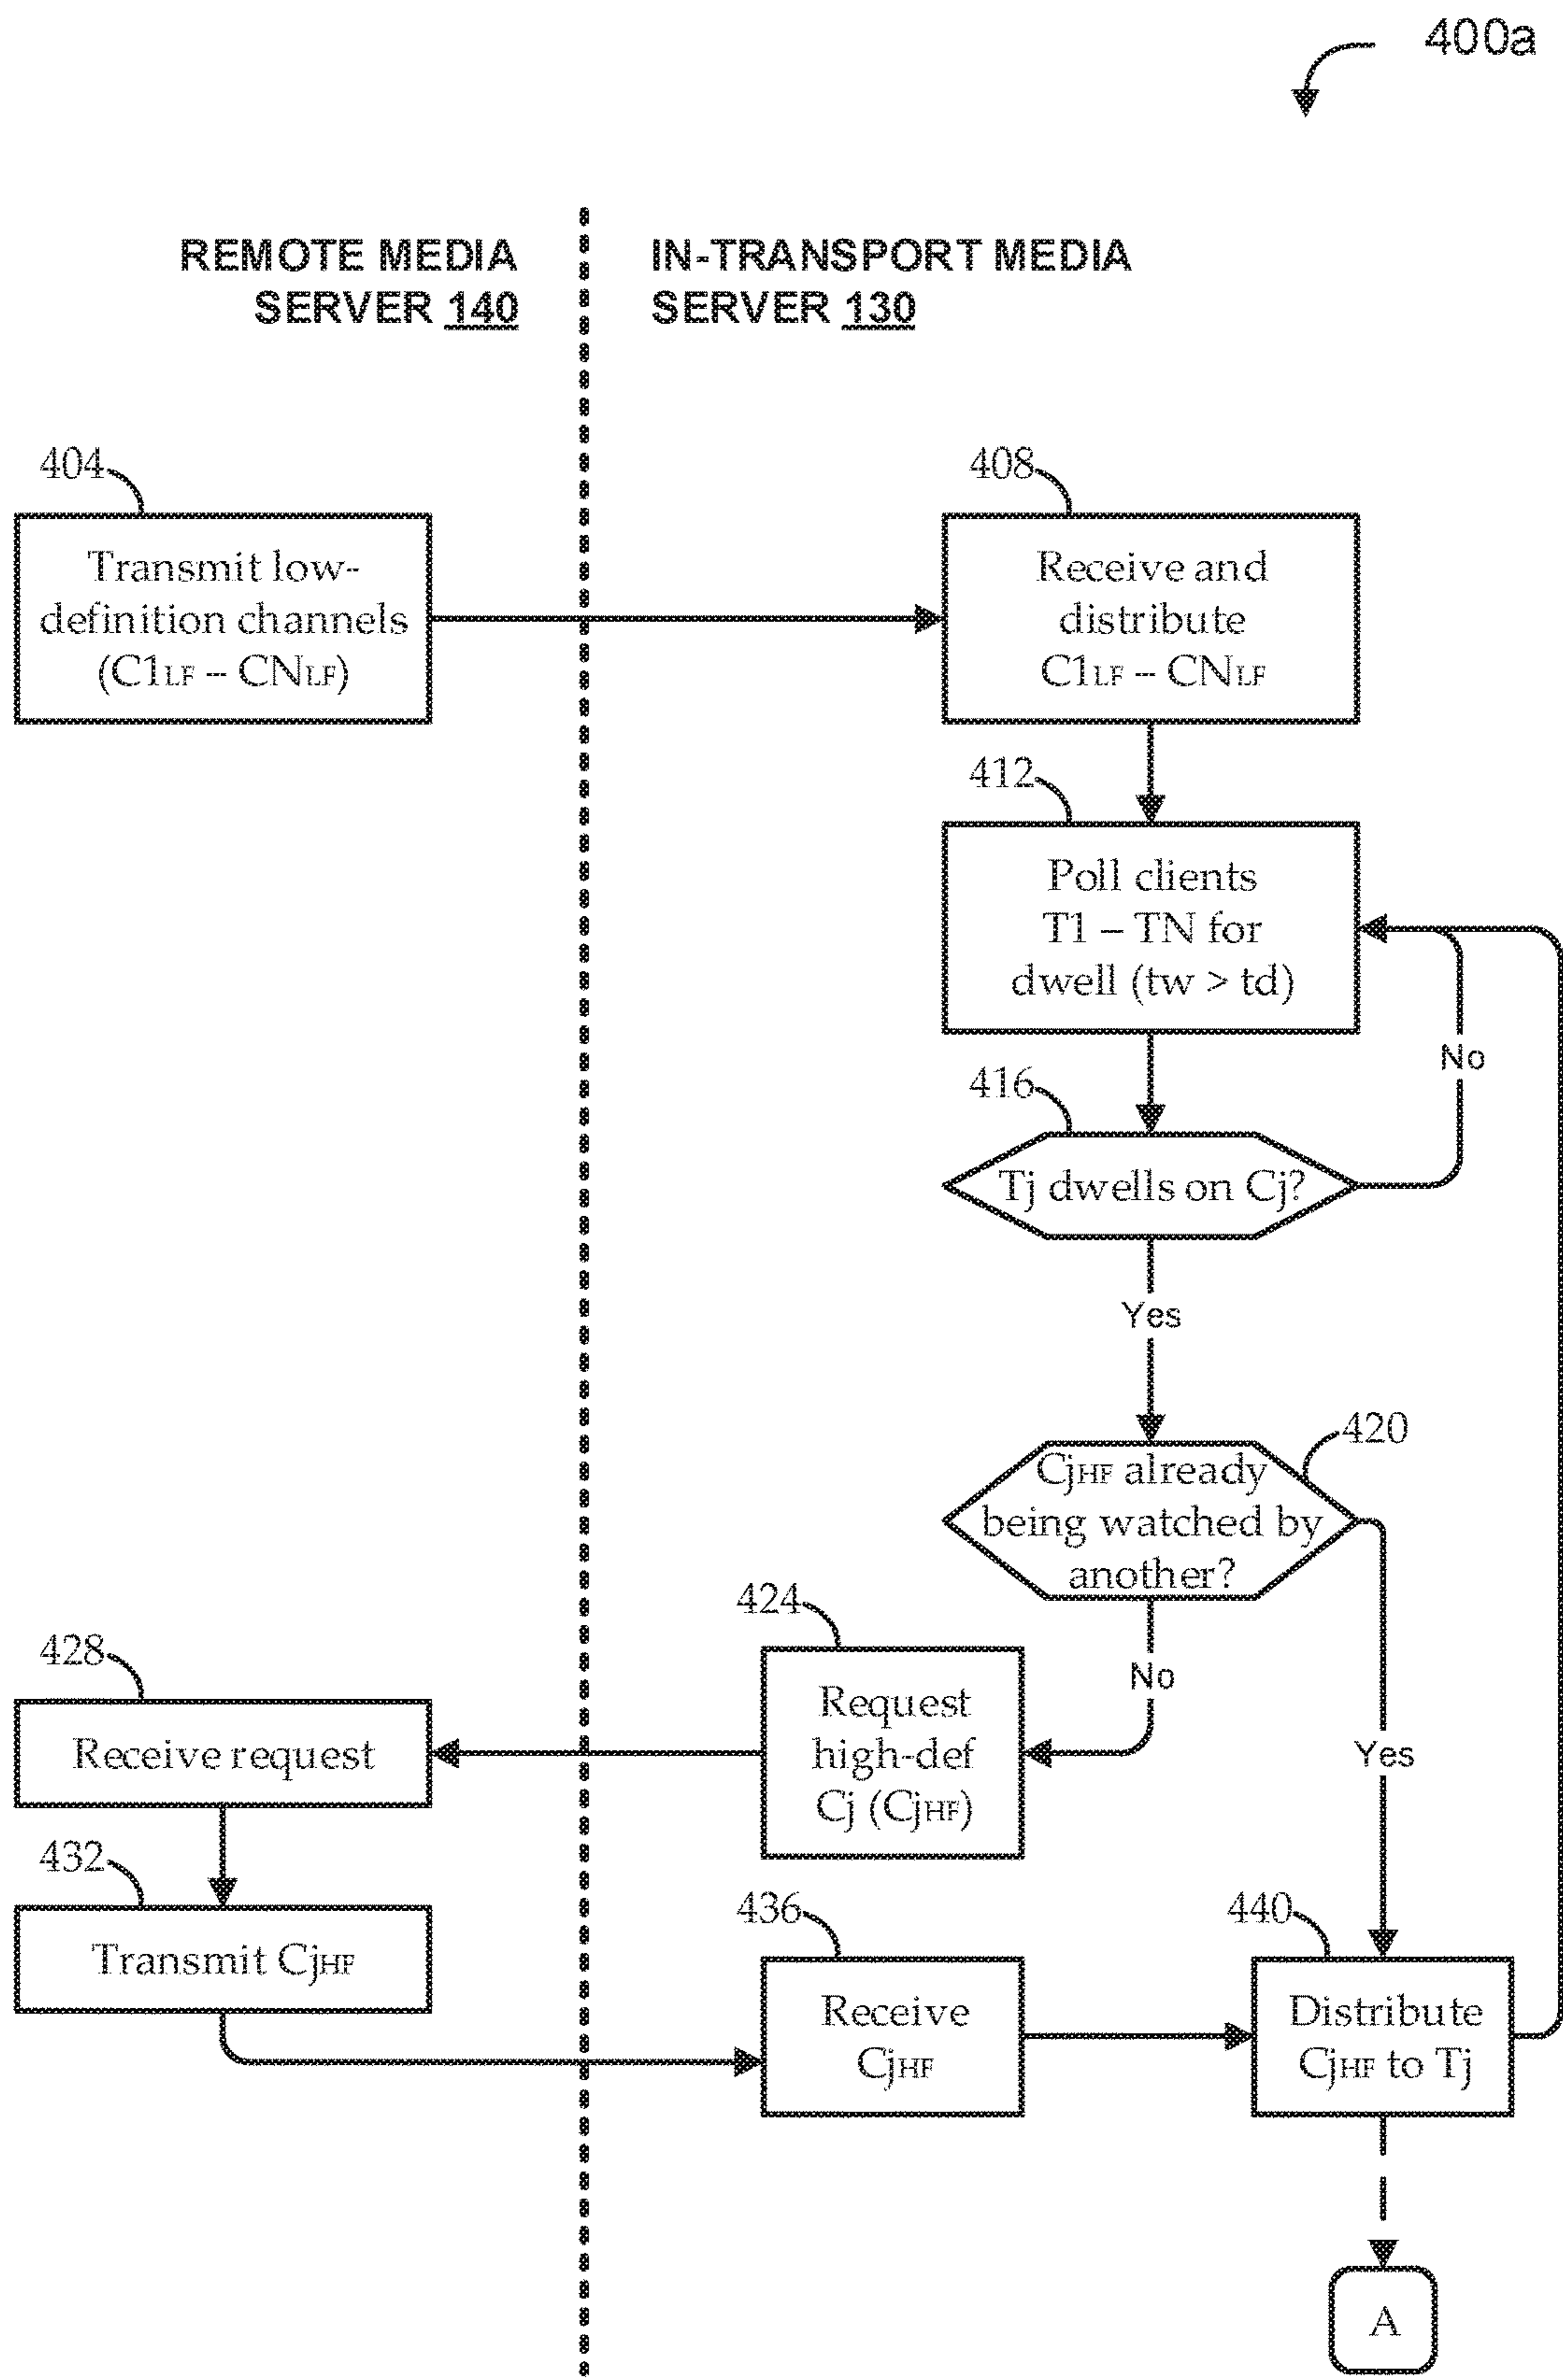 400a
REMOTE MEDIA
SERVER 140
IN-TRANSPORT MEDIA
SERVER 130
404
Transmit low-
definition channels
(C1LF – CNLF)
408
Receive and
distribute
C1LF – CNLF
412
Poll clients
T1 – TN for
dwell (tw > td)
No
416
Tj dwells on Cj?
Yes
420
CjHF already
being watched by
another?
No
Yes
424
Request
high-def
Cj (CjHF)
428
Receive request
432
Transmit CjHF
436
Receive
CjHF
440
Distribute
CjHF to Tj
A